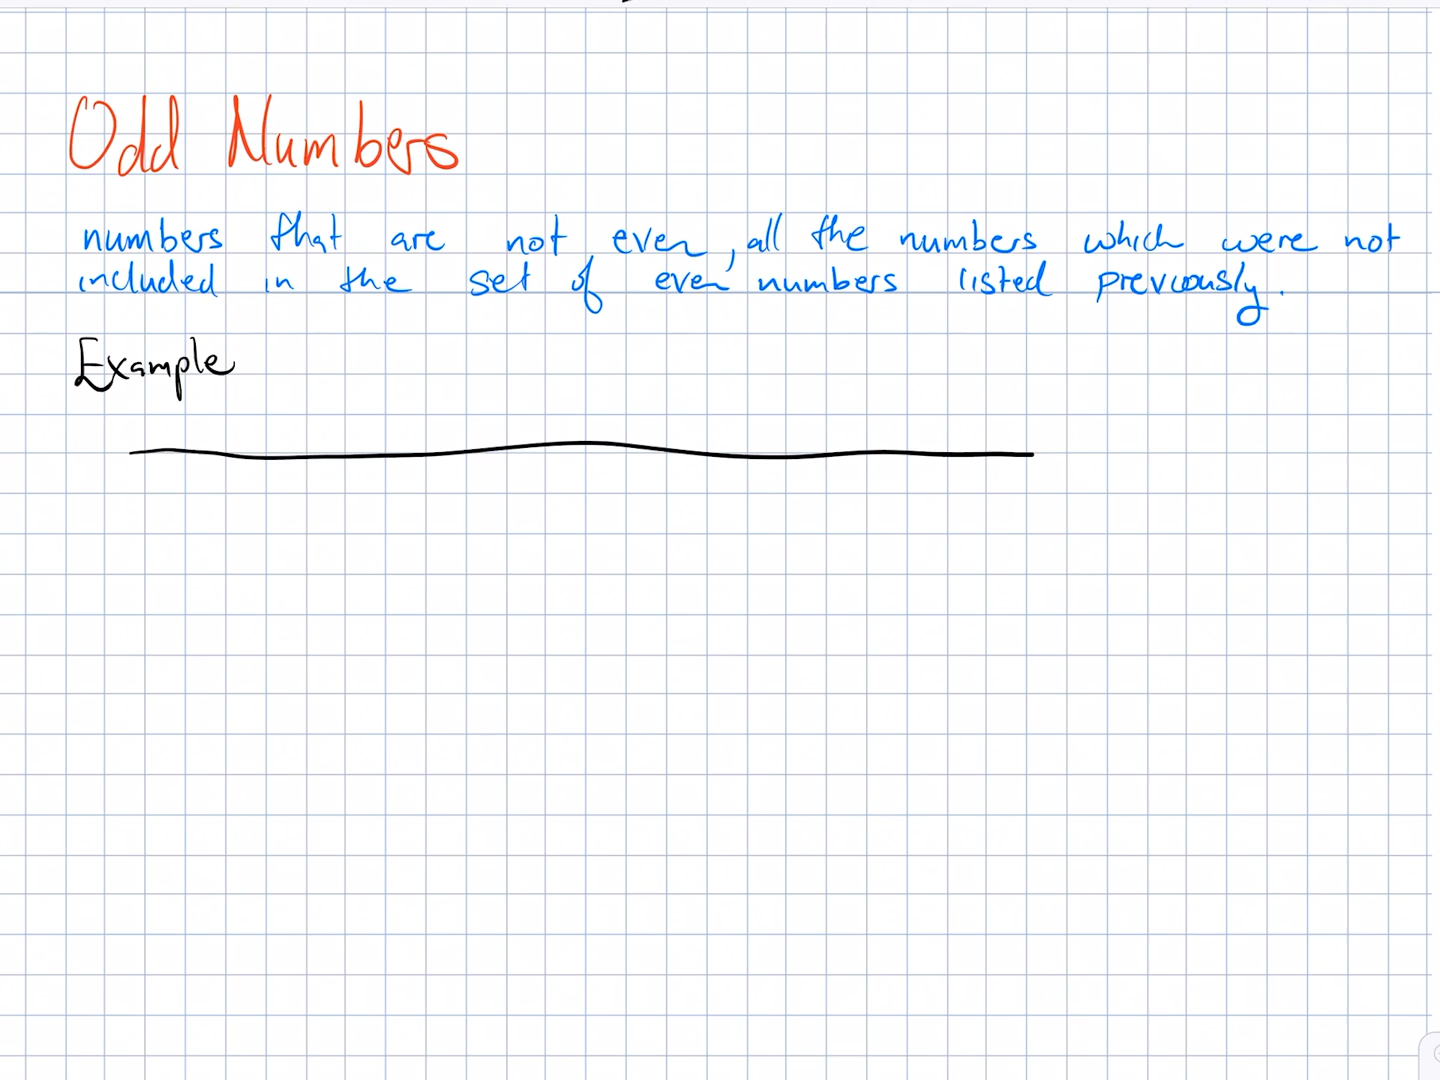 Odd Numbers
numbers that are not even, all the numbers which were not
included in the set of even numbers listed previously.
Example